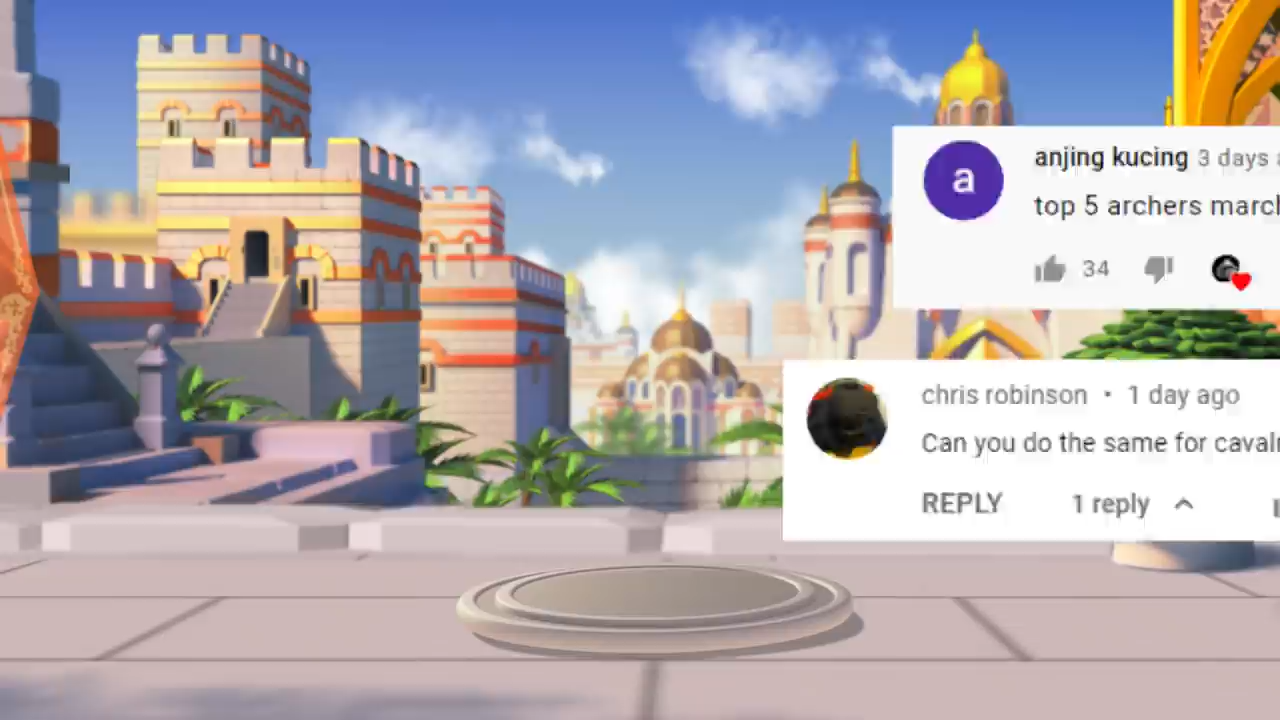 a
anjing kucing 3 days
top 5 archers march
34
chris robinson • 1 day ago
Can you do the same for
REPLY 1 reply